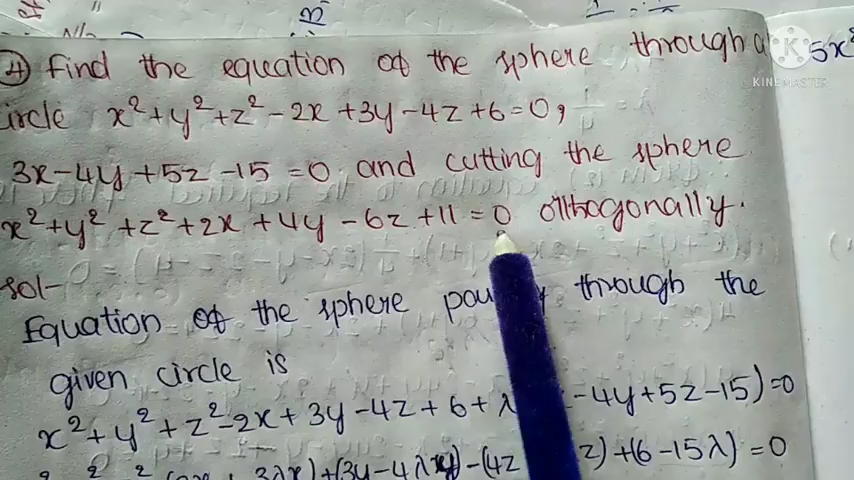 ④ Find the equation of the sphere through a
circle x²+y²+z²-2x+3y-4z+6=0,
3x-4y+5z-15=0 and cutting the sphere
x²+y²+z²+2x+4y-6z+11=0 orthogonally.
Sol-
Equation of the sphere through the
given circle is
x²+y²+z²-2x+3y-4z+6+λ -4y+5z-15)=0
3λx)+(3y-4λy)-(4z z)+(6-15λ)=0
5x²
KINEMASTER